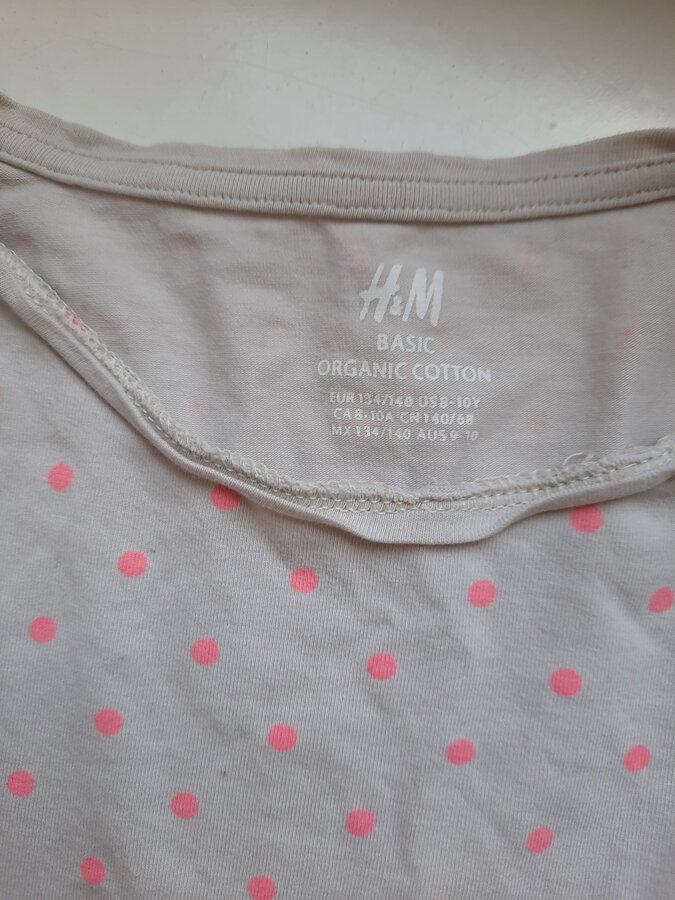 H&M
BASIC
ORGANIC COTTON
EUR 134/140 US 8-10Y
CA 8-10A CN 140/68
MX 134/140 AUS 9-10